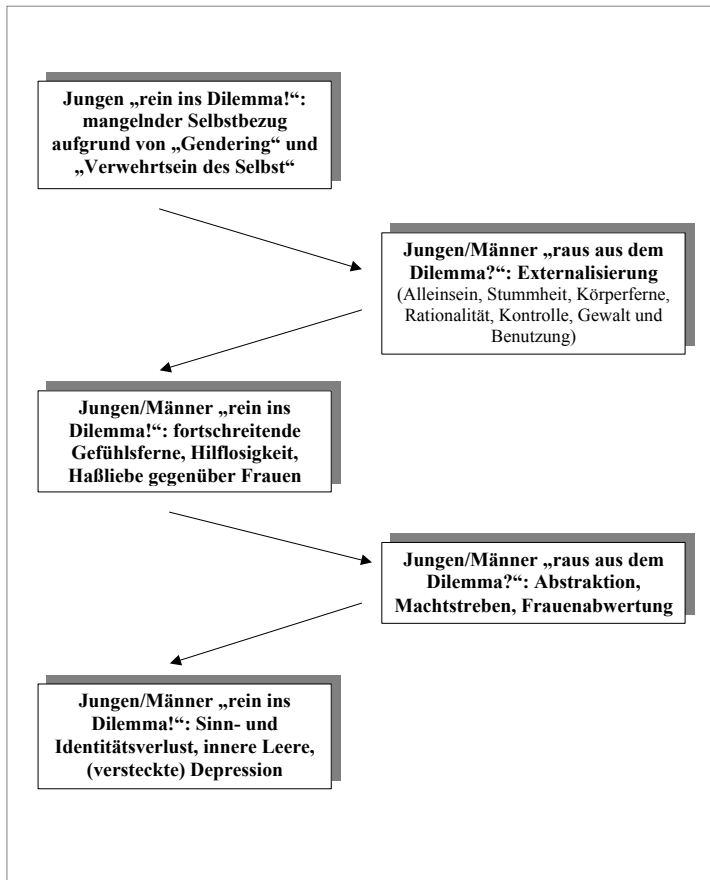 Jungen „rein ins Dilemma!“:
mangelnder Selbstbezug
aufgrund von „Gendering“ und
„Verwehrtsein des Selbst“
Jungen/Männer „raus aus dem
Dilemma?“: Externalisierung
(Alleinsein, Stummheit, Körperferne,
Rationalität, Kontrolle, Gewalt und
Benutzung)
Jungen/Männer „rein ins
Dilemma!“: fortschreitende
Gefühlsferne, Hilflosigkeit,
Haßliebe gegenüber Frauen
Jungen/Männer „raus aus dem
Dilemma?“: Abstraktion,
Machtstreben, Frauenabwertung
Jungen/Männer „rein ins
Dilemma!“: Sinn- und
Identitätsverlust, innere Leere,
(versteckte) Depression